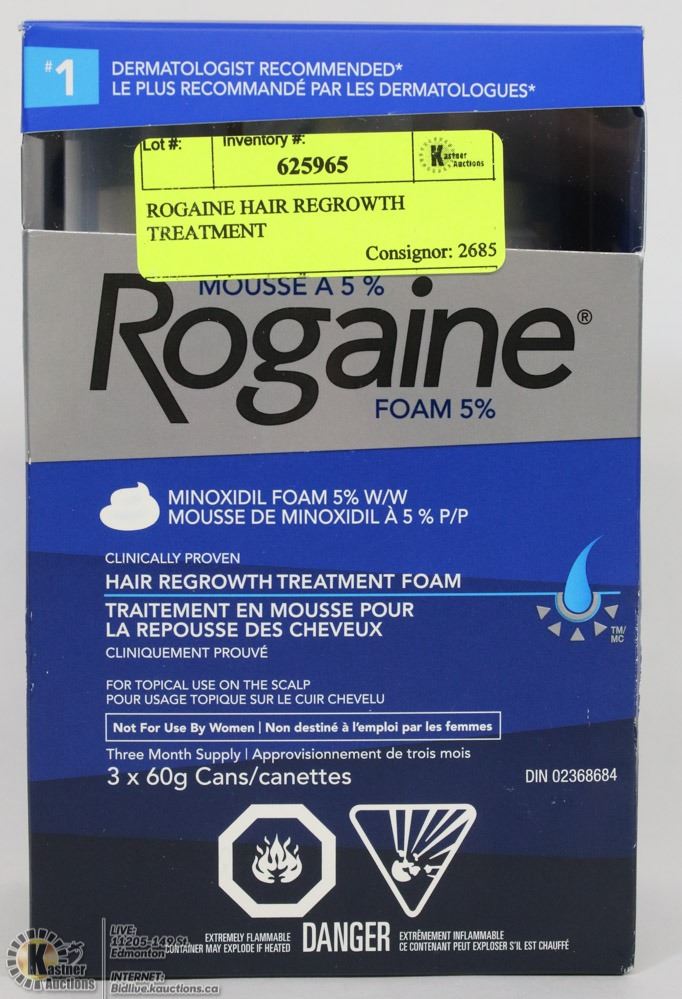 #1
DERMATOLOGIST RECOMMENDED*
LE PLUS RECOMMANDÉ PAR LES DERMATOLOGUES*
Lot #:
Inventory #:
625965
Kastner
Auctions
ROGAINE HAIR REGROWTH
TREATMENT
Consignor: 2685
MOUSSE À 5 %
Rogaine®
FOAM 5%
MINOXIDIL FOAM 5% W/W
MOUSSE DE MINOXIDIL À 5 % P/P
CLINICALLY PROVEN
HAIR REGROWTH TREATMENT FOAM
TRAITEMENT EN MOUSSE POUR
LA REPOUSSE DES CHEVEUX
CLINIQUEMENT PROUVÉ
TM/
MC
FOR TOPICAL USE ON THE SCALP
POUR USAGE TOPIQUE SUR LE CUIR CHEVELU
Not For Use By Women | Non destiné à l'emploi par les femmes
Three Month Supply | Approvisionnement de trois mois
3 x 60g Cans/canettes
DIN 02368684
EXTREMELY FLAMMABLE
CONTAINER MAY EXPLODE IF HEATED
DANGER
EXTRÊMEMENT INFLAMMABLE
CE CONTENANT PEUT EXPLOSER S'IL EST CHAUFFÉ
Kastner
Auctions
LIVE:
11205-149 St.
Edmonton
INTERNET:
Bidlive.kauctions.ca